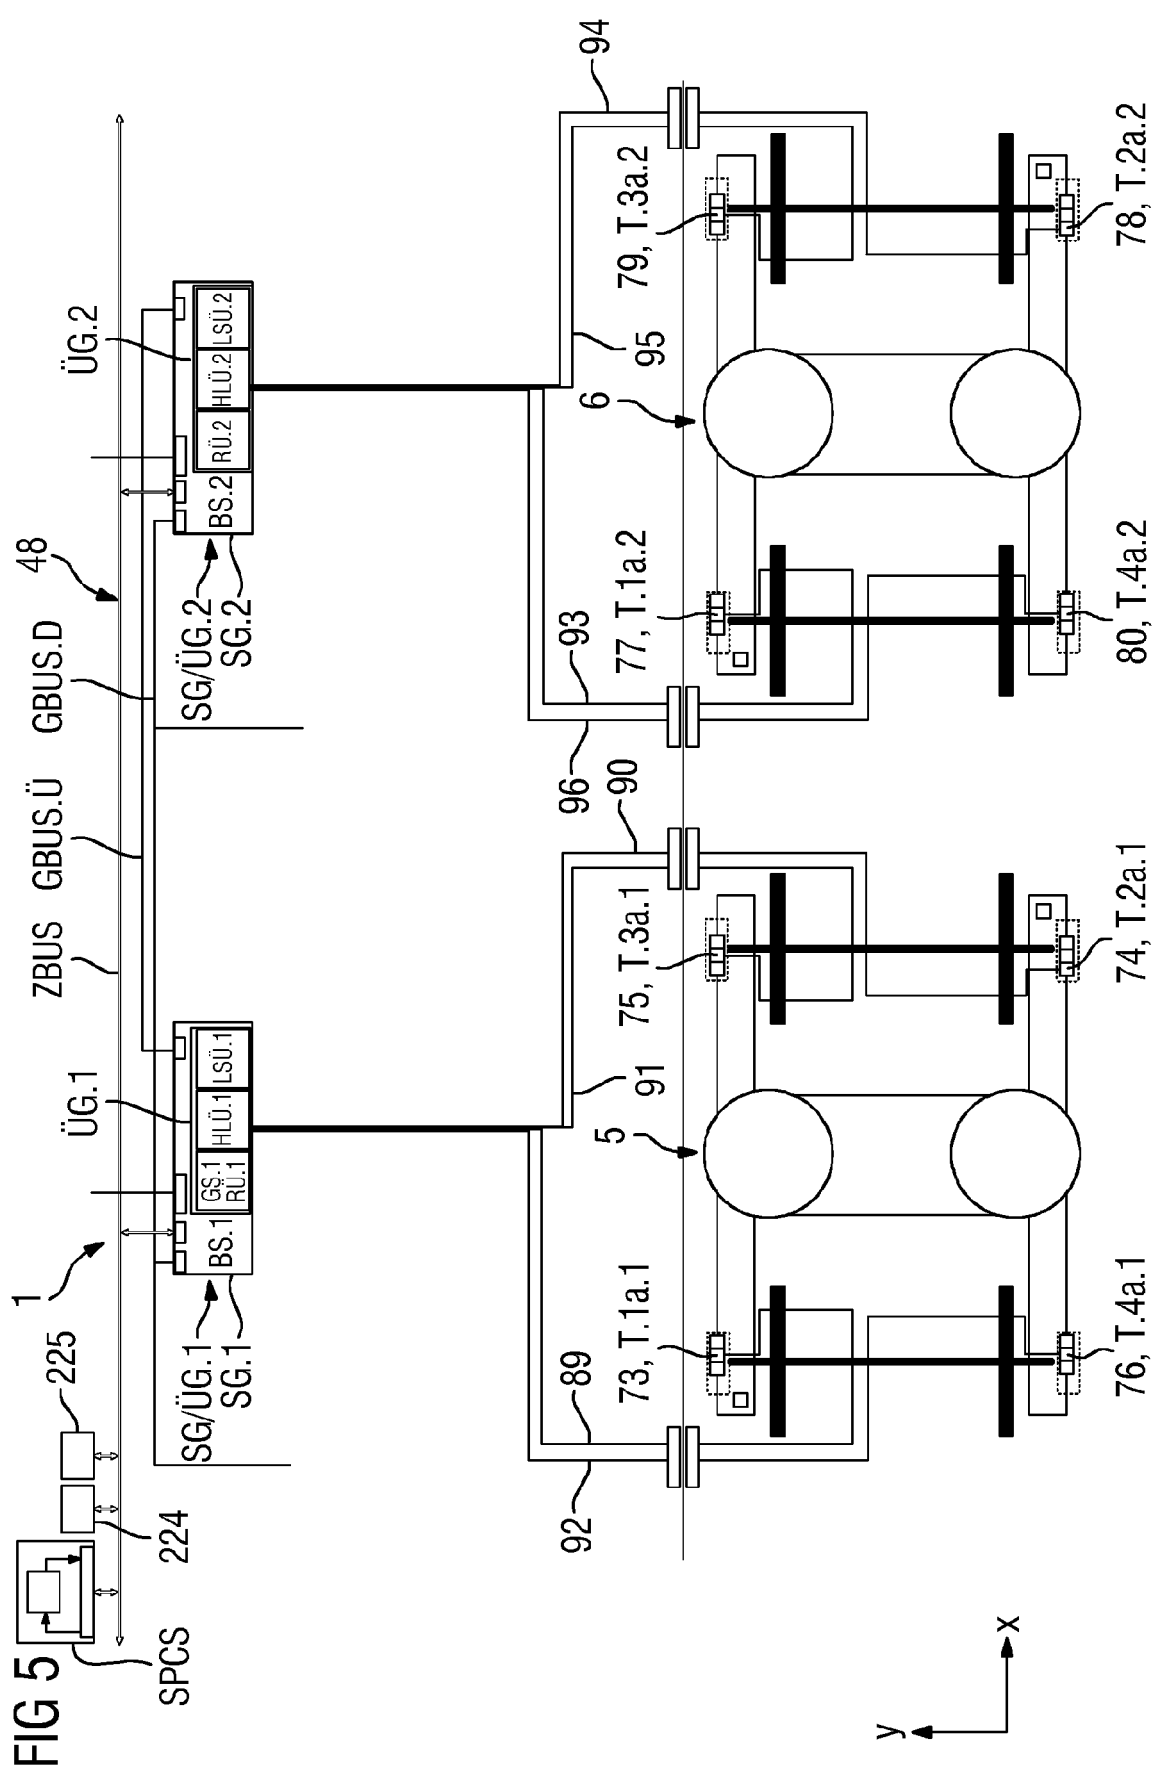 FIG 5
SPCS
224
225
1
ZBUS
GBUS.Ü
GBUS.D
48
ÜG.1
ÜG.2
SG/ÜG.1
SG.1
BS.1
GS.1
RÜ.1
HLÜ.1
LSÜ.1
SG/ÜG.2
SG.2
BS.2
RÜ.2
HLÜ.2
LSÜ.2
92
89
91
90
96
93
95
94
73, T.1a.1
5
75, T.3a.1
77, T.1a.2
6
79, T.3a.2
76, T.4a.1
74, T.2a.1
80, T.4a.2
78, T.2a.2
y
x